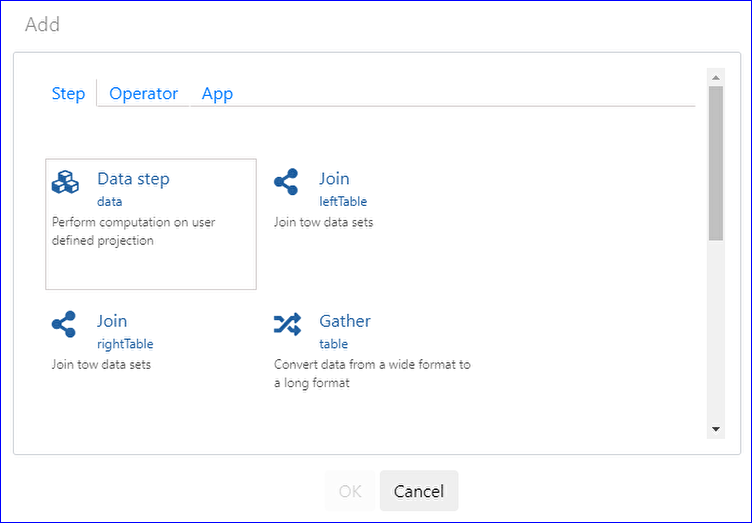 Add
Step Operator App
Data step
data
Perform computation on user
defined projection
Join
leftTable
Join tow data sets
Join
rightTable
Join tow data sets
Gather
table
Convert data from a wide format to
a long format
OK Cancel